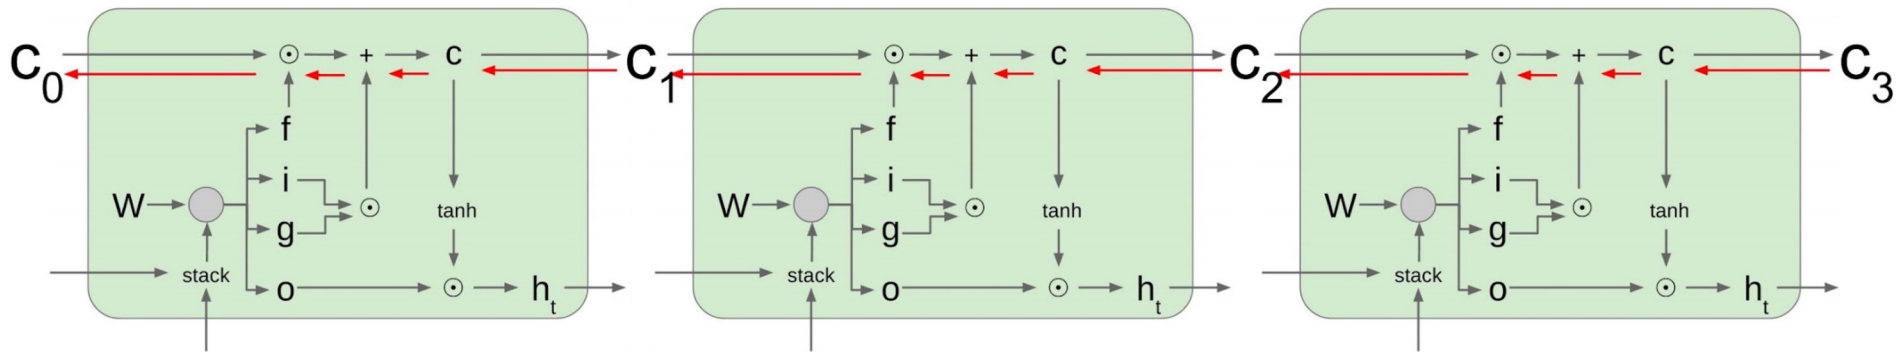 C0 ⊙ + c C1 ⊙ + c C2 ⊙ + c C3
f f f
i i i
W ⊙ tanh W ⊙ tanh W ⊙ tanh
g g g
stack stack stack
o ⊙ ht o ⊙ ht o ⊙ ht